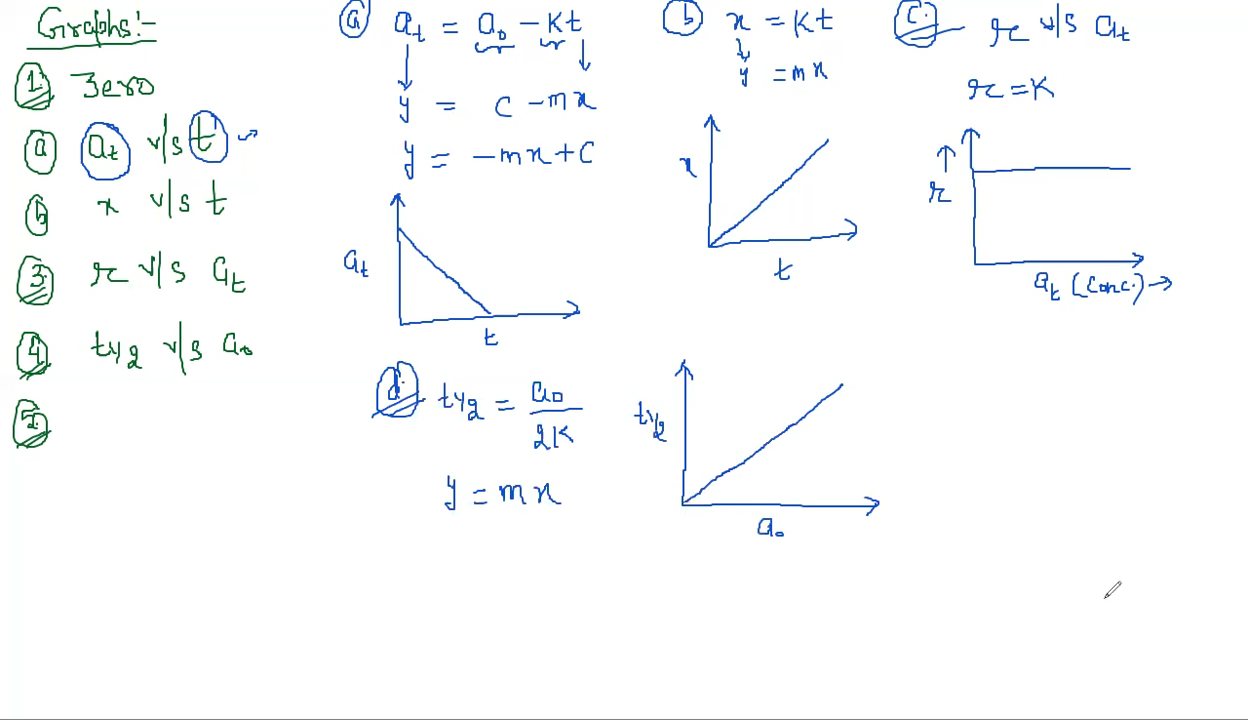 Graphs:-
1. Zero
a at v/s t
b x v/s t
3. r v/s at
4 t1/2 v/s a0
5.
a at = a0 - Kt
y = c - mx
y = -mx + c
at
t
b x = Kt
y = mx
x
t
c. r v/s at
r = K
r
at (conc.)
d. t1/2 = a0/2K
y = mx
t1/2
a0